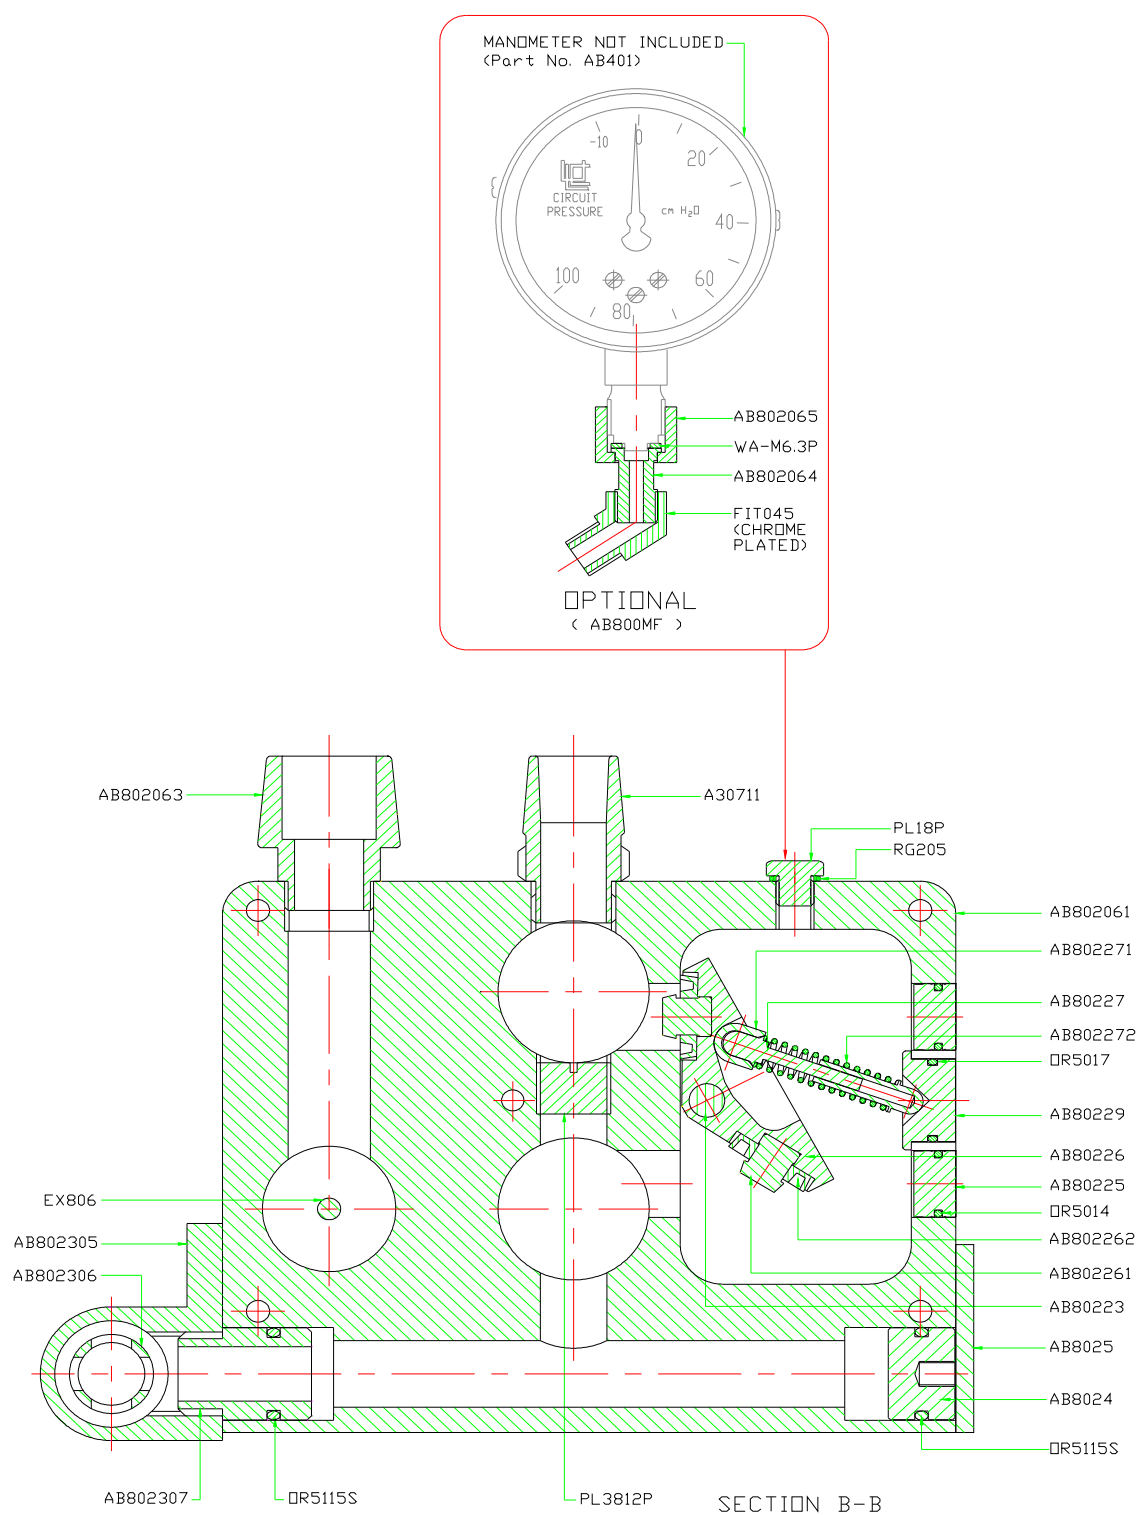 MANOMETER NOT INCLUDED
(Part No. AB401)
-10
0
20
40
60
80
100
CIRCUIT
PRESSURE
cm H2O
AB802065
WA-M6.3P
AB802064
FIT045
(CHROME
PLATED)
OPTIONAL
( AB800MF )
AB802063
A30711
PL18P
RG205
AB802061
AB802271
AB80227
AB802272
OR5017
AB80229
AB80226
AB80225
OR5014
AB802262
AB802261
AB80223
AB8025
AB8024
OR5115S
EX806
AB802305
AB802306
AB802307
OR5115S
PL3812P
SECTION B-B